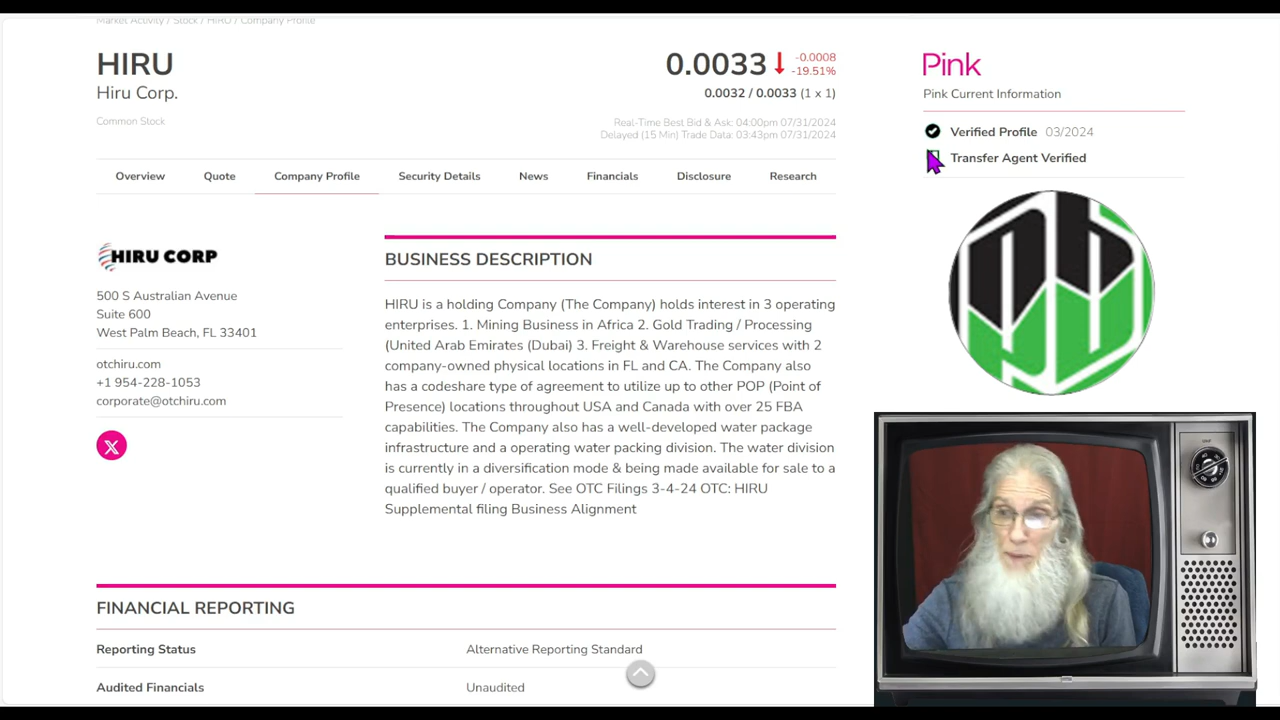 Market Activity / Stock / HIRU / Company Profile
HIRU
Hiru Corp.
Common Stock
0.0033
-0.0008
-19.51%
0.0032 / 0.0033 (1 x 1)
Real-Time Best Bid & Ask: 04:00pm 07/31/2024
Delayed (15 Min) Trade Data: 03:43pm 07/31/2024
Pink
Pink Current Information
Verified Profile 03/2024
Transfer Agent Verified
Overview Quote Company Profile Security Details News Financials Disclosure Research
HIRU CORP
500 S Australian Avenue
Suite 600
West Palm Beach, FL 33401
otchiru.com
+1 954-228-1053
corporate@otchiru.com
BUSINESS DESCRIPTION
HIRU is a holding Company (The Company) holds interest in 3 operating
enterprises. 1. Mining Business in Africa 2. Gold Trading / Processing
(United Arab Emirates (Dubai) 3. Freight & Warehouse services with 2
company-owned physical locations in FL and CA. The Company also
has a codeshare type of agreement to utilize up to other POP (Point of
Presence) locations throughout USA and Canada with over 25 FBA
capabilities. The Company also has a well-developed water package
infrastructure and a operating water packing division. The water division
is currently in a diversification mode & being made available for sale to a
qualified buyer / operator. See OTC Filings 3-4-24 OTC: HIRU
Supplemental filing Business Alignment
FINANCIAL REPORTING
Reporting Status Alternative Reporting Standard
Audited Financials Unaudited